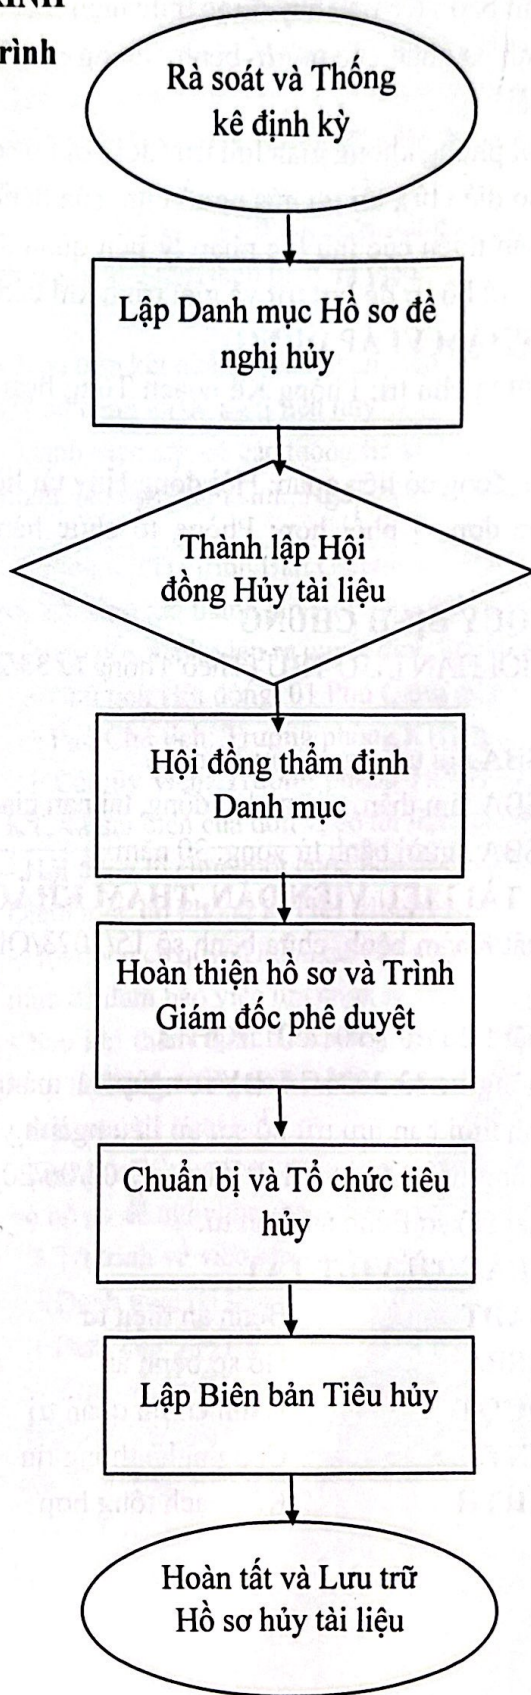 rình
Rà soát và Thống
kê định kỳ
Lập Danh mục Hồ sơ đề
nghị hủy
Thành lập Hội
đồng Hủy tài liệu
Hội đồng thẩm định
Danh mục
Hoàn thiện hồ sơ và Trình
Giám đốc phê duyệt
Chuẩn bị và Tổ chức tiêu
hủy
Lập Biên bản Tiêu hủy
Hoàn tất và Lưu trữ
Hồ sơ hủy tài liệu